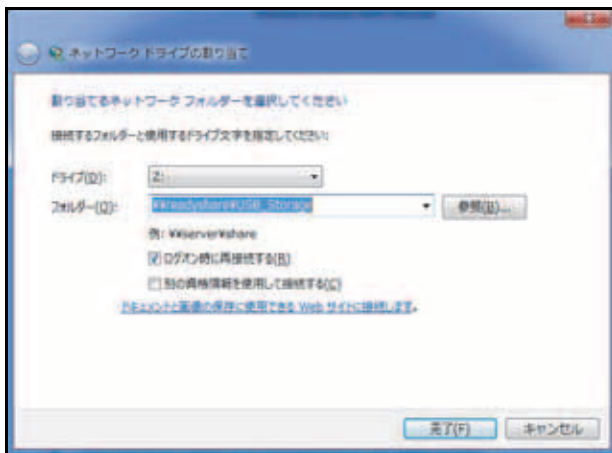 ネットワーク ドライブの割り当て
割り当てるネットワーク フォルダーを選択してください
接続するフォルダーと使用するドライブ文字を指定してください:
ドライブ(D): Z:
フォルダー(O): ¥¥readyshare¥USB_Storage 参照(B)...
例: ¥¥server¥share
ログオン時に再接続する(R)
別の資格情報を使用して接続する(C)
ドキュメントと画像の保存に使用できる Web サイトに接続します。
完了(F) キャンセル